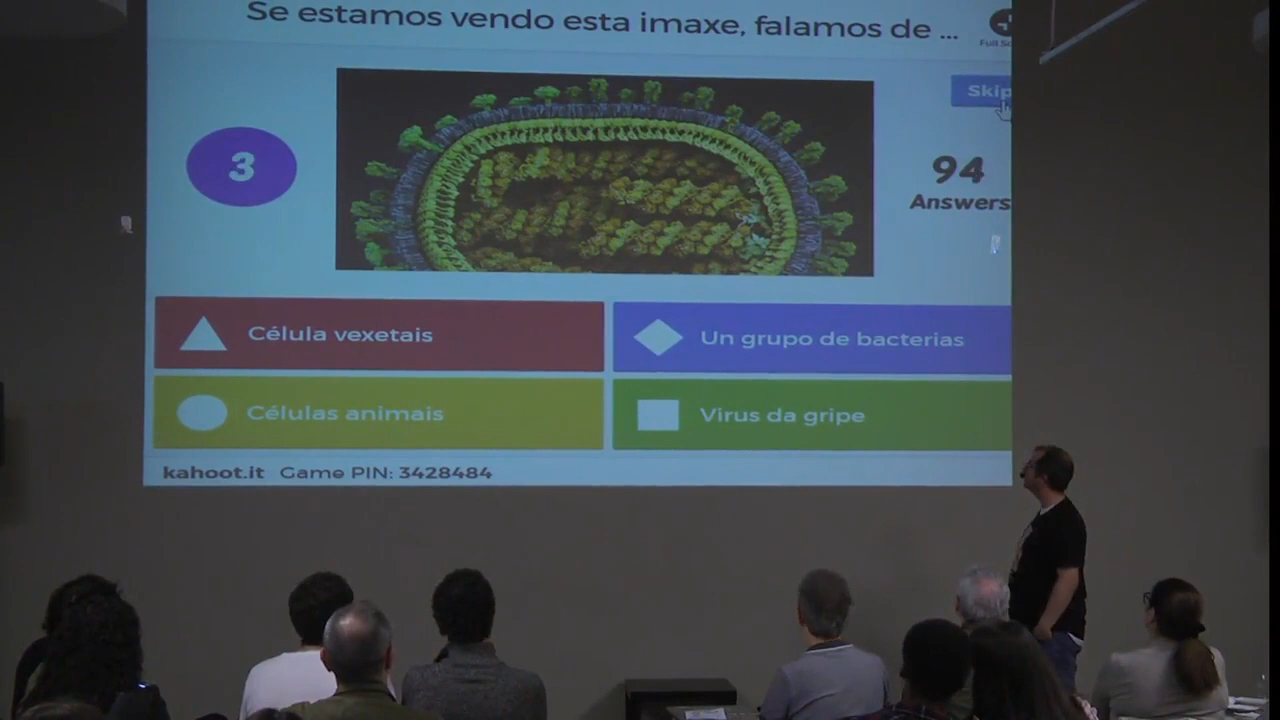 Se estamos vendo esta imaxe, falamos de ...
Skip
3
94
Answers
Célula vexetais
Un grupo de bacterias
Células animais
Virus da gripe
kahoot.it Game PIN: 3428484